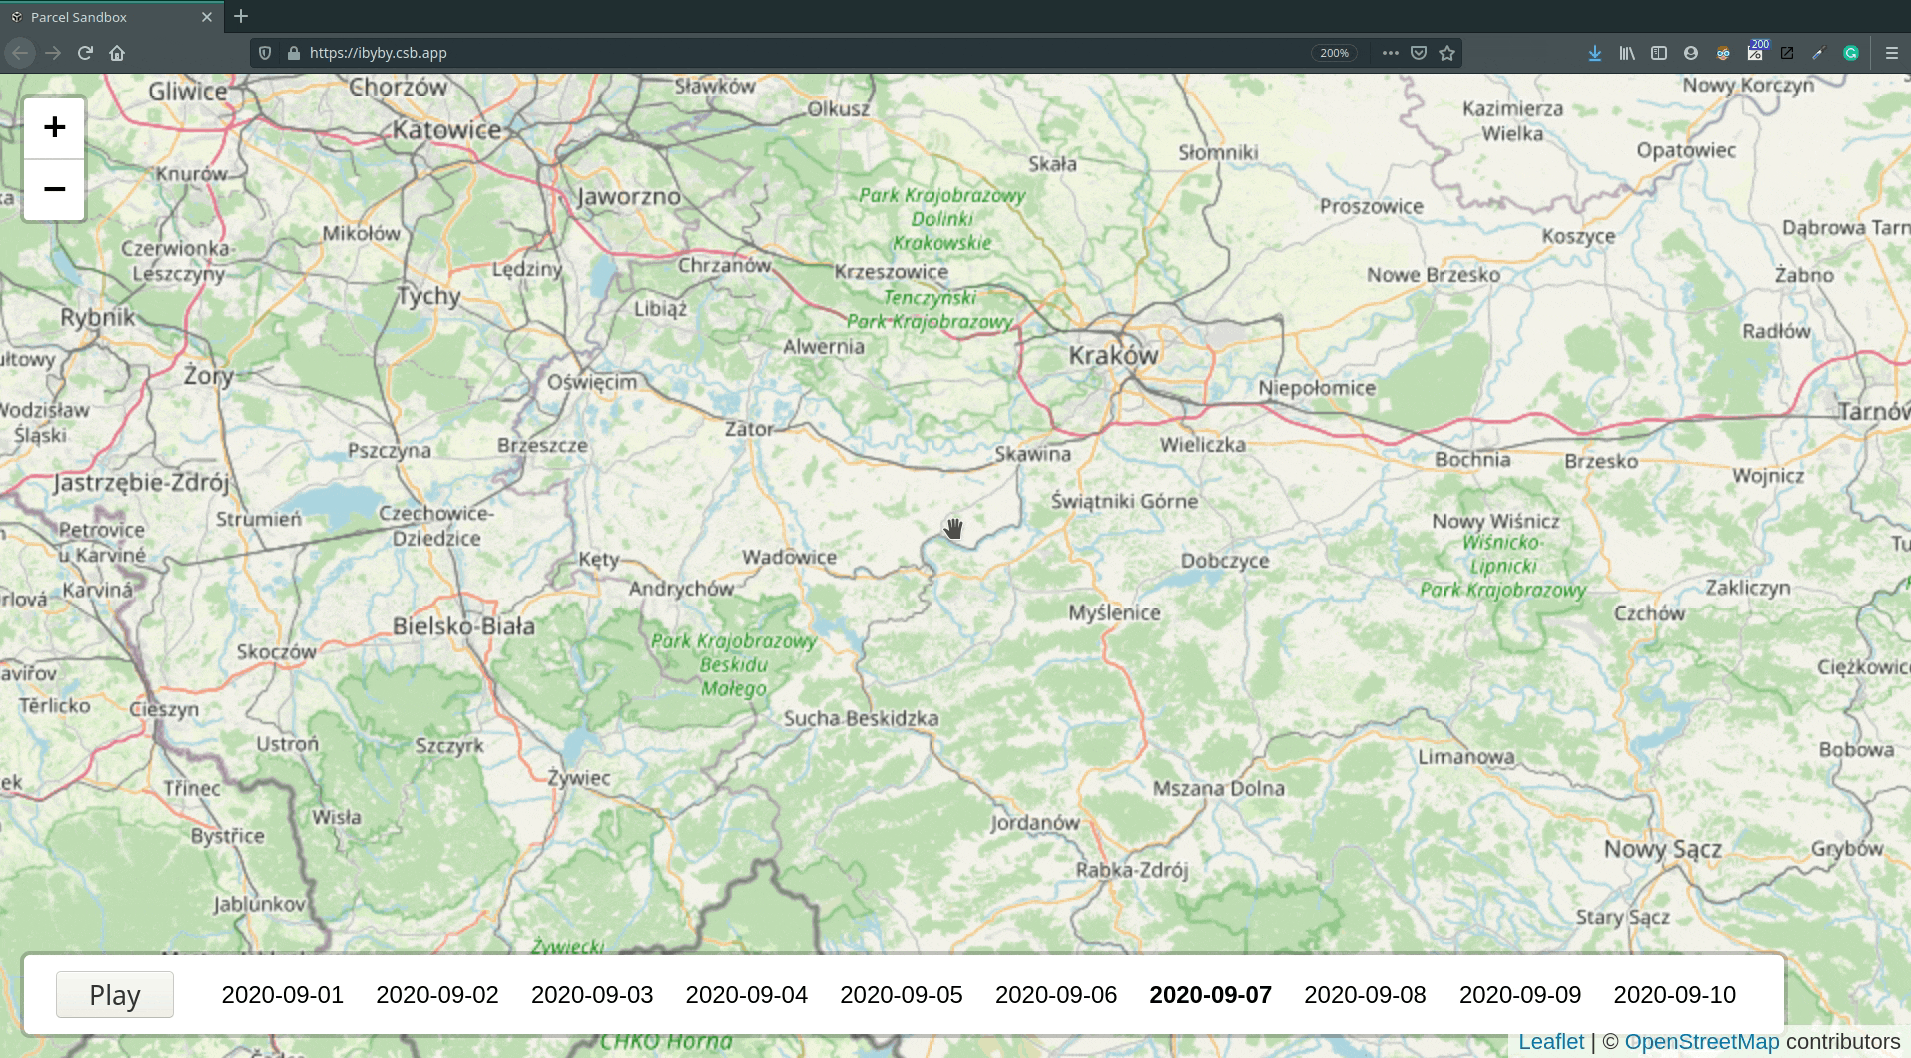 Parcel Sandbox
https://ibyby.csb.app
200%
200
+
−
Gliwice
Chorzów
Sławków
Olkusz
Nowy Korczyn
Kazimierza
Wielka
Katowice
Skała
Słomniki
Opatowiec
Knurów
Jaworzno
Park Krajobrazowy
Dolinki
Krakowskie
Proszowice
Mikołów
Koszyce
Dąbrowa Tarn
Czerwionka-
Leszczyny
Lędziny
Chrzanów
Krzeszowice
Nowe Brzesko
Żabno
Tychy
Libiąż
Tenczyński
Park Krajobrazowy
Rybnik
Radłów
Alwernia
Kraków
Żory
Oświęcim
Niepołomice
Wodzisław
Śląski
Tarnów
Zator
Pszczyna
Brzeszcze
Skawina
Wieliczka
Bochnia
Brzesko
Wojnicz
Jastrzębie-Zdrój
Strumień
Czechowice-
Dziedzice
Świątniki Górne
Nowy Wiśnicz
Wiśnicko-
Lipnicki
Park Krajobrazowy
Petrovice
u Karviné
Kęty
Wadowice
Dobczyce
Tu
Karviná
Andrychów
Zakliczyn
rlová
Myślenice
Czchów
Bielsko-Biała
Park Krajobrazowy
Beskidu
Małego
Skoczów
avířov
Ciężkowic
Těrlicko
Cieszyn
Sucha Beskidzka
Ustroń
Szczyrk
Limanowa
Bobowa
Żywiec
ek
Třinec
Mszana Dolna
Wisła
Jordanów
Bystřice
Nowy Sącz
Grybów
Rabka-Zdrój
Jablunkov
Stary Sącz
Żywiecki
Play
2020-09-01
2020-09-02
2020-09-03
2020-09-04
2020-09-05
2020-09-06
2020-09-07
2020-09-08
2020-09-09
2020-09-10
CHKO Horná
Leaflet | © OpenStreetMap contributors